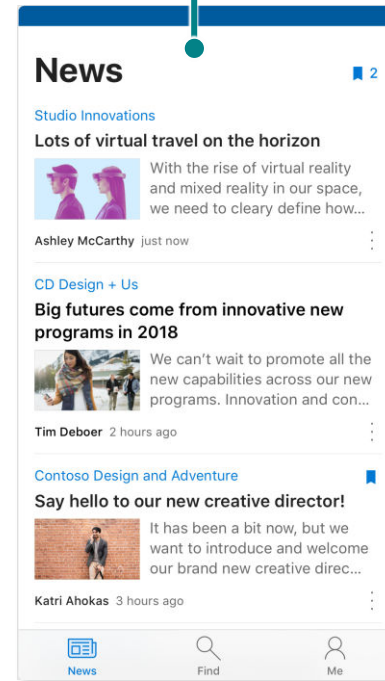 News
2
Studio Innovations
Lots of virtual travel on the horizon
With the rise of virtual reality
and mixed reality in our space,
we need to cleary define how...
Ashley McCarthy just now
CD Design + Us
Big futures come from innovative new
programs in 2018
We can't wait to promote all the
new capabilities across our new
programs. Innovation and con...
Tim Deboer 2 hours ago
Contoso Design and Adventure
Say hello to our new creative director!
It has been a bit now, but we
want to introduce and welcome
our brand new creative direc...
Katri Ahokas 3 hours ago
News Find Me